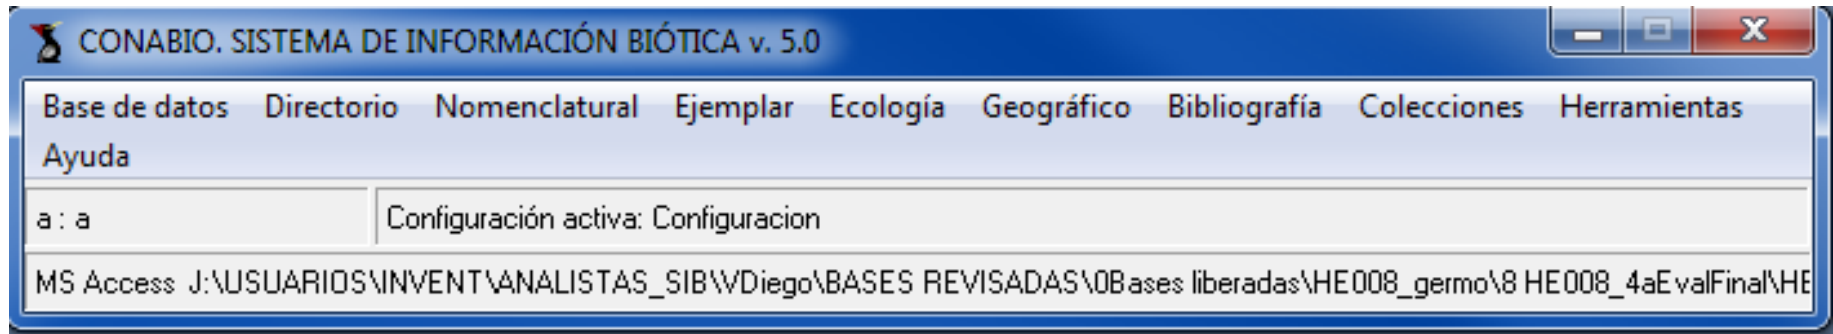 CONABIO. SISTEMA DE INFORMACIÓN BIÓTICA v. 5.0
Base de datos Directorio Nomenclatural Ejemplar Ecología Geográfico Bibliografía Colecciones Herramientas
Ayuda
a : a Configuración activa: Configuracion
MS Access J:\USUARIOS\INVENT\ANALISTAS_SIB\VDiego\BASES REVISADAS\0Bases liberadas\HE008_germo\8 HE008_4aEvalFinal\HE